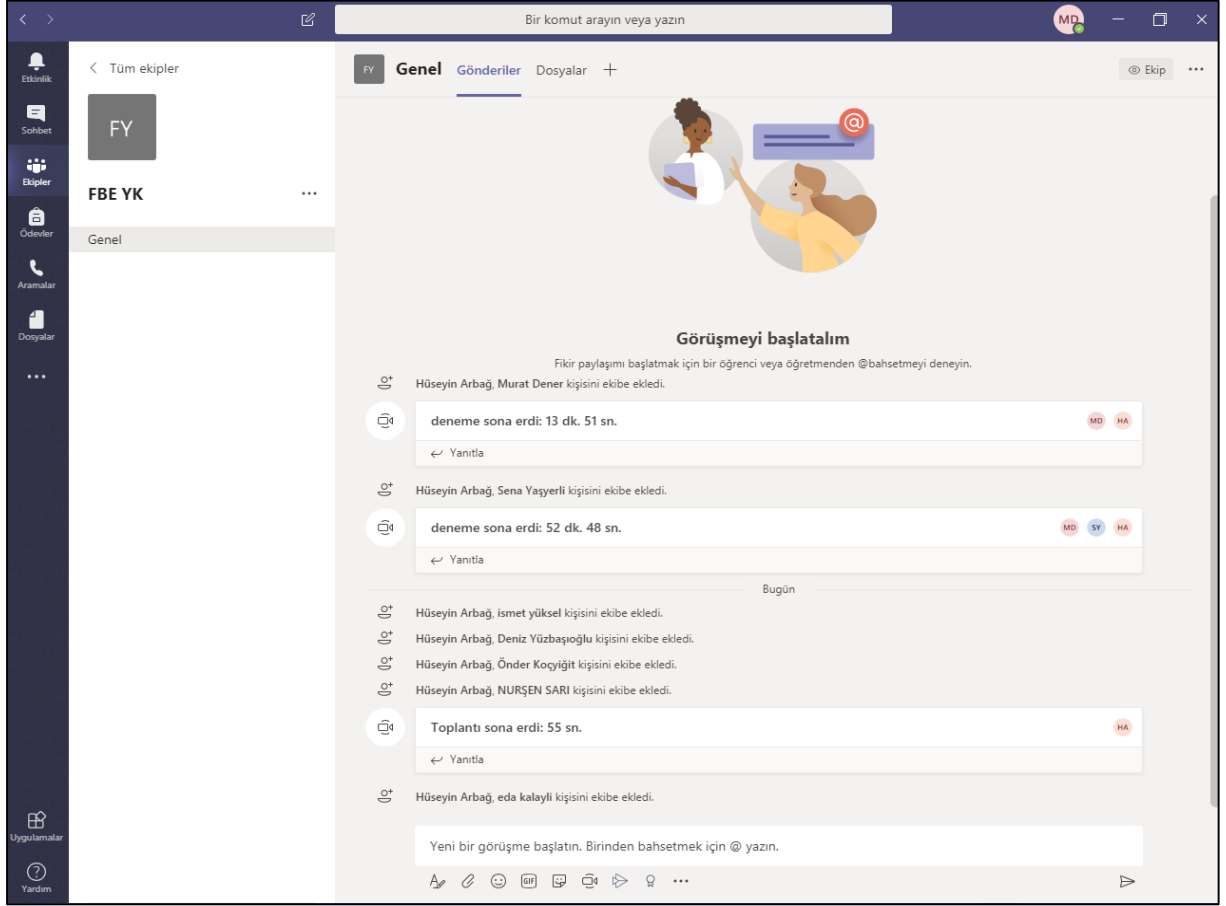 Bir komut arayın veya yazın
MD
Etkinlik
Sohbet
Ekipler
Ödevler
Aramalar
Dosyalar
Uygulamalar
Yardım
Tüm ekipler
FY
FBE YK
Genel
FY Genel Gönderiler Dosyalar
Ekip
@
Görüşmeyi başlatalım
Fikir paylaşımı başlatmak için bir öğrenci veya öğretmenden @bahsetmeyi deneyin.
Hüseyin Arbağ, Murat Dener kişisini ekibe ekledi.
deneme sona erdi: 13 dk. 51 sn. MD HA
Yanıtla
Hüseyin Arbağ, Sena Yaşyerli kişisini ekibe ekledi.
deneme sona erdi: 52 dk. 48 sn. MD SY HA
Yanıtla
Bugün
Hüseyin Arbağ, ismet yüksel kişisini ekibe ekledi.
Hüseyin Arbağ, Deniz Yüzbaşıoğlu kişisini ekibe ekledi.
Hüseyin Arbağ, Önder Koçyiğit kişisini ekibe ekledi.
Hüseyin Arbağ, NURŞEN SARI kişisini ekibe ekledi.
Toplantı sona erdi: 55 sn. HA
Yanıtla
Hüseyin Arbağ, eda kalayli kişisini ekibe ekledi.
Yeni bir görüşme başlatın. Birinden bahsetmek için @ yazın.
GIF